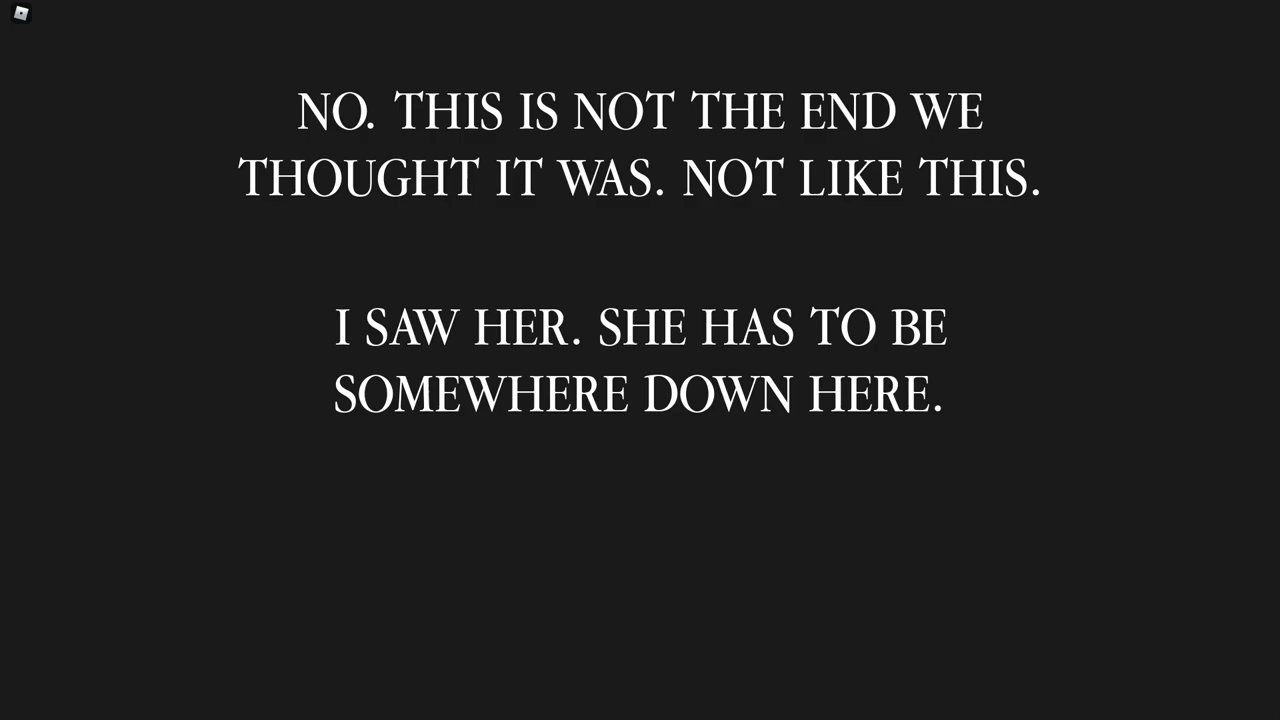 NO. THIS IS NOT THE END WE
THOUGHT IT WAS. NOT LIKE THIS.
I SAW HER. SHE HAS TO BE
SOMEWHERE DOWN HERE.